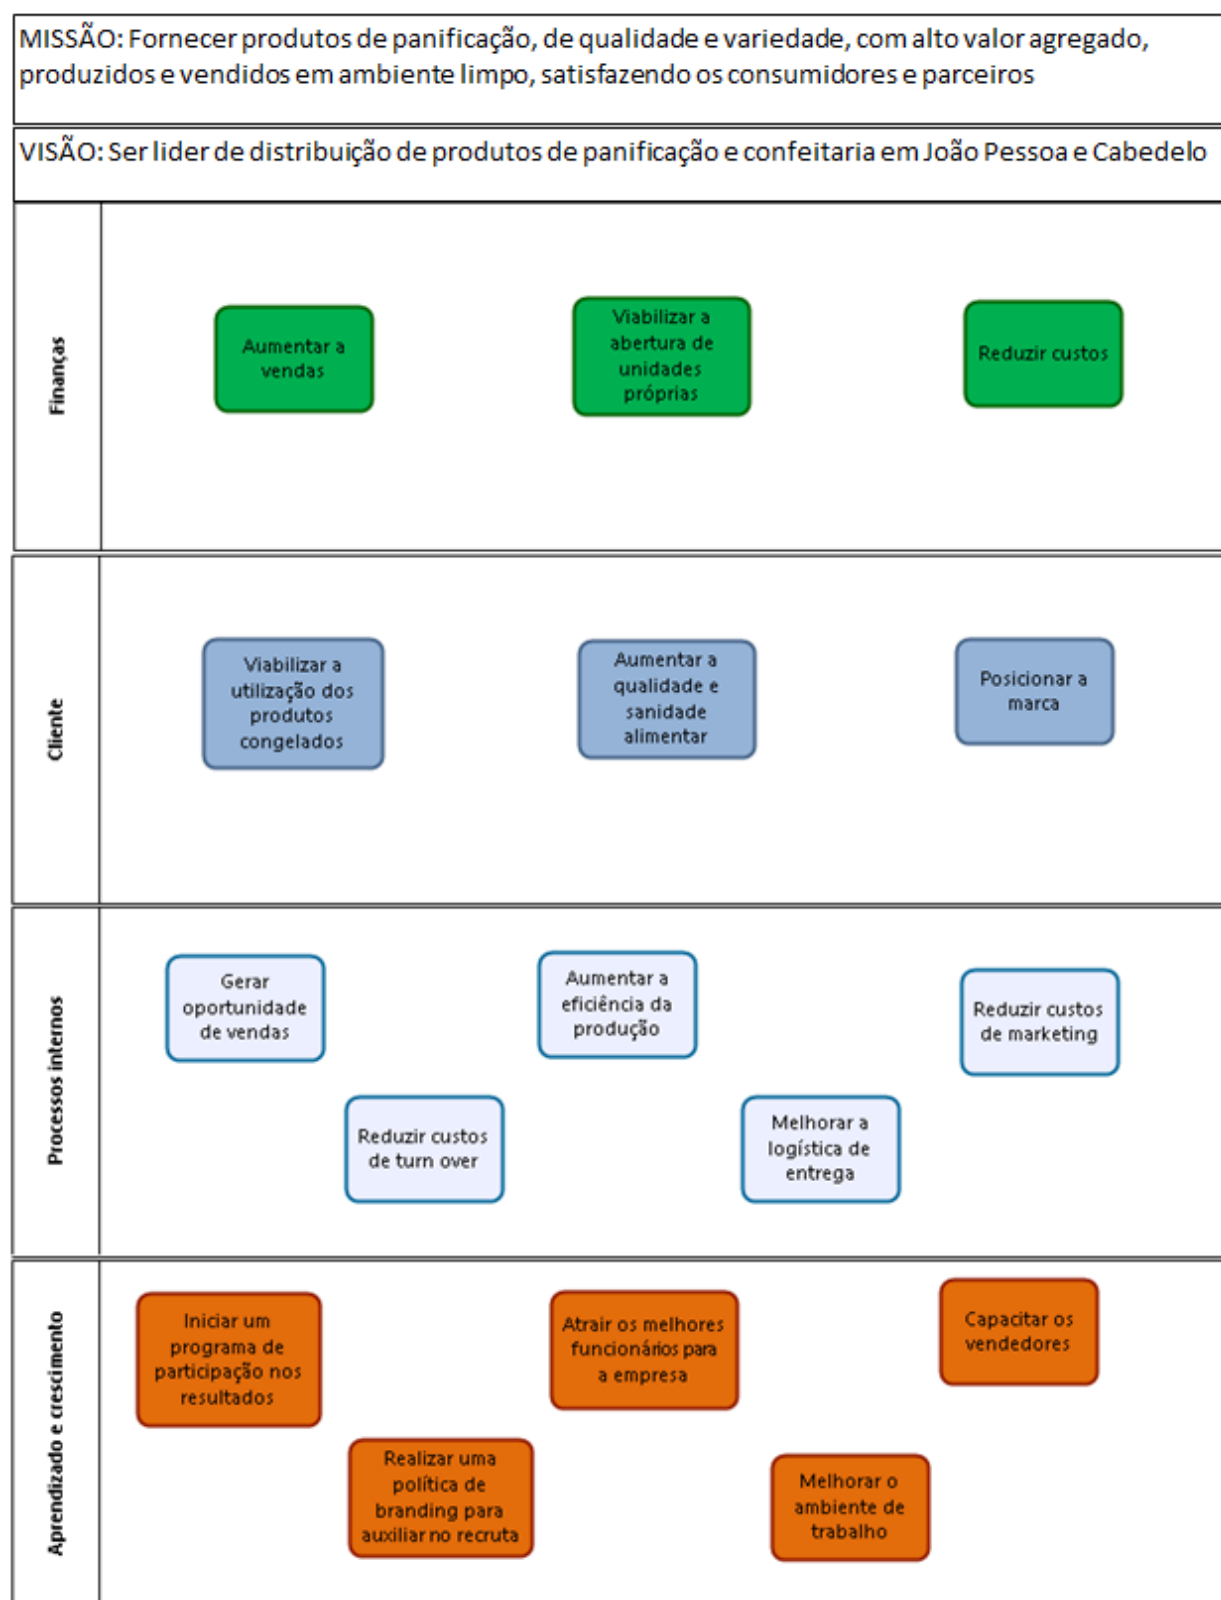 MISSÃO: Fornecer produtos de panificação, de qualidade e variedade, com alto valor agregado,
produzidos e vendidos em ambiente limpo, satisfazendo os consumidores e parceiros
VISÃO: Ser lider de distribuição de produtos de panificação e confeitaria em João Pessoa e Cabedelo
Finanças
Aumentar a
vendas
Viabilizar a
abertura de
unidades
próprias
Reduzir custos
Cliente
Viabilizar a
utilização dos
produtos
congelados
Aumentar a
qualidade e
sanidade
alimentar
Posicionar a
marca
Processos internos
Gerar
oportunidade
de vendas
Reduzir custos
de turn over
Aumentar a
eficiência da
produção
Melhorar a
logística de
entrega
Reduzir custos
de marketing
Aprendizado e crescimento
Iniciar um
programa de
participação nos
resultados
Realizar uma
política de
branding para
auxiliar no recruta
Atrair os melhores
funcionários para
a empresa
Melhorar o
ambiente de
trabalho
Capacitar os
vendedores